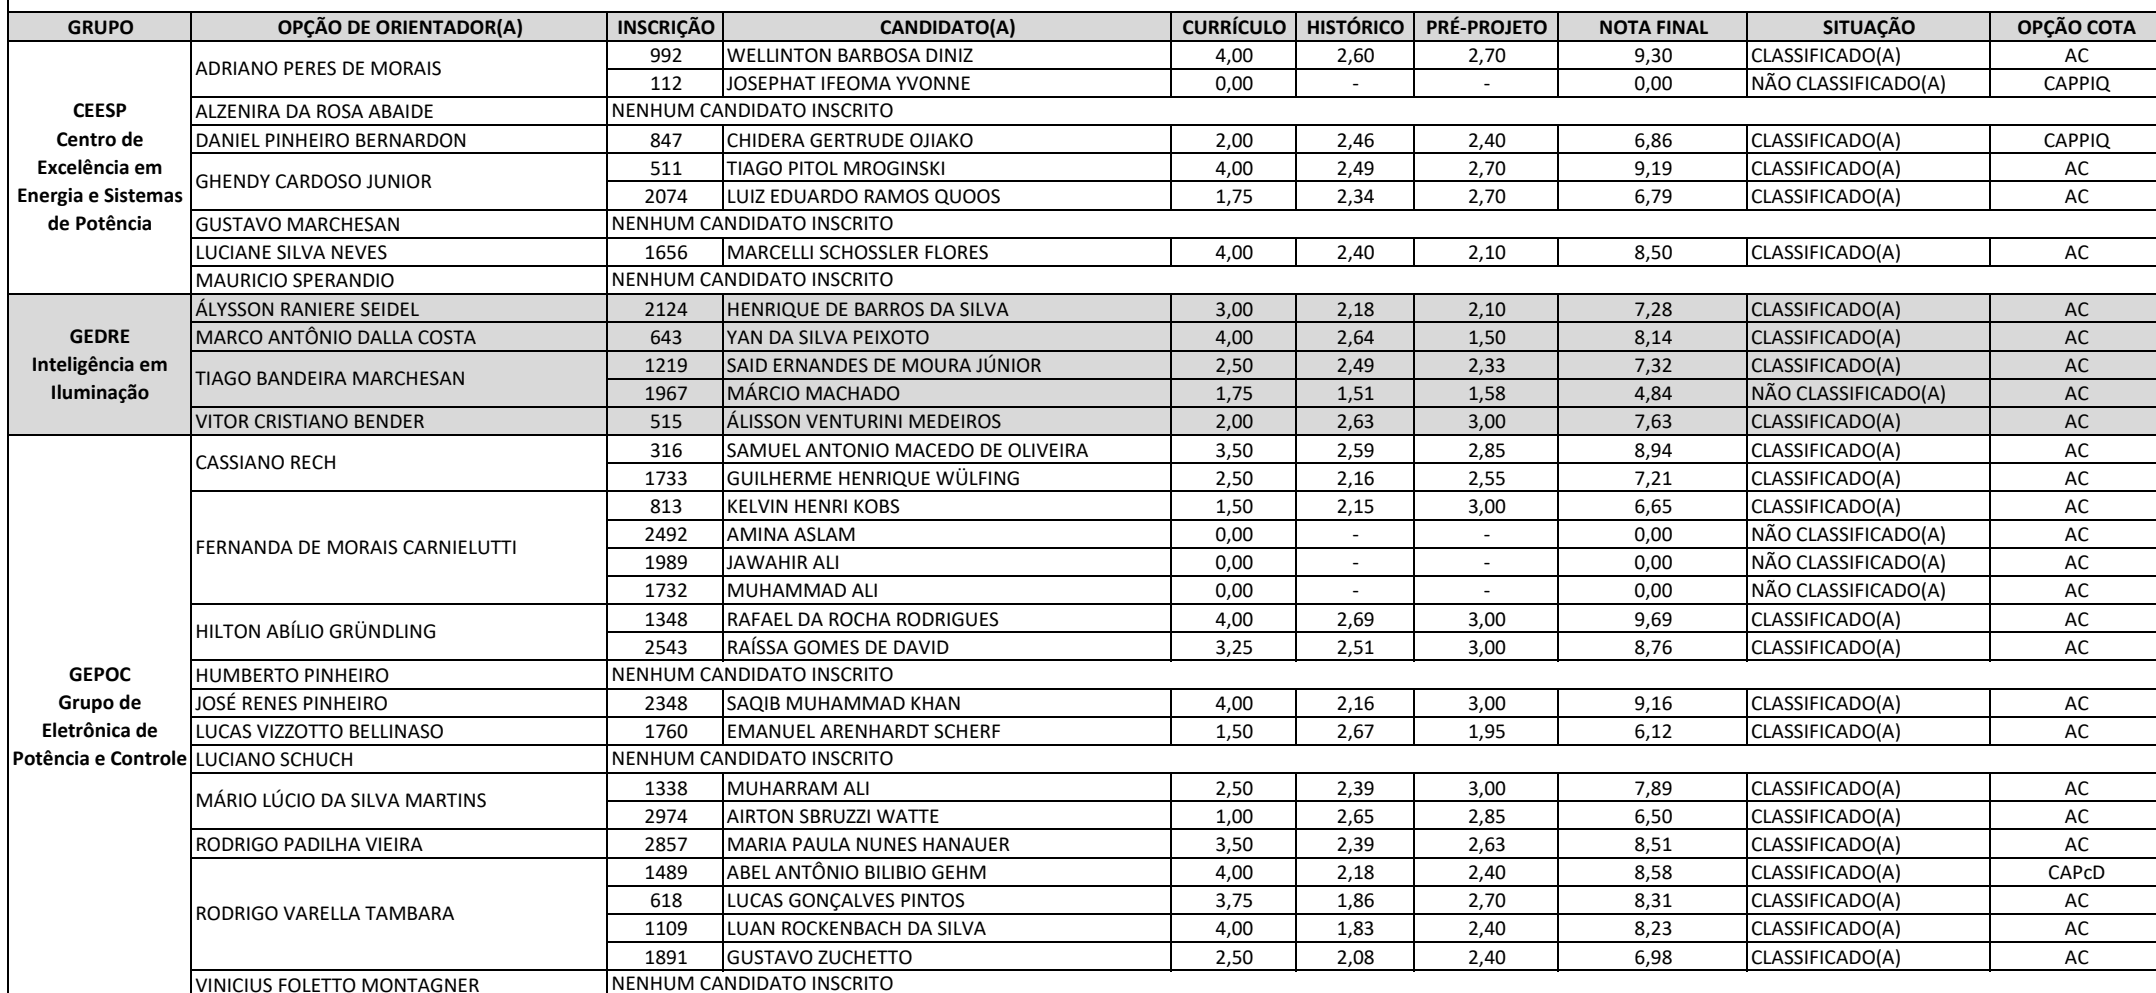 GRUPO OPÇÃO DE ORIENTADOR(A) INSCRIÇÃO CANDIDATO(A) CURRÍCULO HISTÓRICO PRÉ-PROJETO NOTA FINAL SITUAÇÃO OPÇÃO COTA
CEESP
Centro de
Excelência em
Energia e Sistemas
de Potência
ADRIANO PERES DE MORAIS
992 WELLINTON BARBOSA DINIZ 4,00 2,60 2,70 9,30 CLASSIFICADO(A) AC
112 JOSEPHAT IFEOMA YVONNE 0,00 - - 0,00 NÃO CLASSIFICADO(A) CAPPIQ
ALZENIRA DA ROSA ABAIDE NENHUM CANDIDATO INSCRITO
DANIEL PINHEIRO BERNARDON 847 CHIDERA GERTRUDE OJIAKO 2,00 2,46 2,40 6,86 CLASSIFICADO(A) CAPPIQ
GHENDY CARDOSO JUNIOR
511 TIAGO PITOL MROGINSKI 4,00 2,49 2,70 9,19 CLASSIFICADO(A) AC
2074 LUIZ EDUARDO RAMOS QUOOS 1,75 2,34 2,70 6,79 CLASSIFICADO(A) AC
GUSTAVO MARCHESAN NENHUM CANDIDATO INSCRITO
LUCIANE SILVA NEVES 1656 MARCELLI SCHOSSLER FLORES 4,00 2,40 2,10 8,50 CLASSIFICADO(A) AC
MAURICIO SPERANDIO NENHUM CANDIDATO INSCRITO
GEDRE
Inteligência em
Iluminação
ÁLYSSON RANIERE SEIDEL 2124 HENRIQUE DE BARROS DA SILVA 3,00 2,18 2,10 7,28 CLASSIFICADO(A) AC
MARCO ANTÔNIO DALLA COSTA 643 YAN DA SILVA PEIXOTO 4,00 2,64 1,50 8,14 CLASSIFICADO(A) AC
TIAGO BANDEIRA MARCHESAN
1219 SAID ERNANDES DE MOURA JÚNIOR 2,50 2,49 2,33 7,32 CLASSIFICADO(A) AC
1967 MÁRCIO MACHADO 1,75 1,51 1,58 4,84 NÃO CLASSIFICADO(A) AC
VITOR CRISTIANO BENDER 515 ÁLISSON VENTURINI MEDEIROS 2,00 2,63 3,00 7,63 CLASSIFICADO(A) AC
GEPOC
Grupo de
Eletrônica de
Potência e Controle
CASSIANO RECH
316 SAMUEL ANTONIO MACEDO DE OLIVEIRA 3,50 2,59 2,85 8,94 CLASSIFICADO(A) AC
1733 GUILHERME HENRIQUE WÜLFING 2,50 2,16 2,55 7,21 CLASSIFICADO(A) AC
FERNANDA DE MORAIS CARNIELUTTI
813 KELVIN HENRI KOBS 1,50 2,15 3,00 6,65 CLASSIFICADO(A) AC
2492 AMINA ASLAM 0,00 - - 0,00 NÃO CLASSIFICADO(A) AC
1989 JAWAHIR ALI 0,00 - - 0,00 NÃO CLASSIFICADO(A) AC
1732 MUHAMMAD ALI 0,00 - - 0,00 NÃO CLASSIFICADO(A) AC
HILTON ABÍLIO GRÜNDLING
1348 RAFAEL DA ROCHA RODRIGUES 4,00 2,69 3,00 9,69 CLASSIFICADO(A) AC
2543 RAÍSSA GOMES DE DAVID 3,25 2,51 3,00 8,76 CLASSIFICADO(A) AC
HUMBERTO PINHEIRO NENHUM CANDIDATO INSCRITO
JOSÉ RENES PINHEIRO 2348 SAQIB MUHAMMAD KHAN 4,00 2,16 3,00 9,16 CLASSIFICADO(A) AC
LUCAS VIZZOTTO BELLINASO 1760 EMANUEL ARENHARDT SCHERF 1,50 2,67 1,95 6,12 CLASSIFICADO(A) AC
LUCIANO SCHUCH NENHUM CANDIDATO INSCRITO
MÁRIO LÚCIO DA SILVA MARTINS
1338 MUHARRAM ALI 2,50 2,39 3,00 7,89 CLASSIFICADO(A) AC
2974 AIRTON SBRUZZI WATTE 1,00 2,65 2,85 6,50 CLASSIFICADO(A) AC
RODRIGO PADILHA VIEIRA 2857 MARIA PAULA NUNES HANAUER 3,50 2,39 2,63 8,51 CLASSIFICADO(A) AC
RODRIGO VARELLA TAMBARA
1489 ABEL ANTÔNIO BILIBIO GEHM 4,00 2,18 2,40 8,58 CLASSIFICADO(A) CAPcD
618 LUCAS GONÇALVES PINTOS 3,75 1,86 2,70 8,31 CLASSIFICADO(A) AC
1109 LUAN ROCKENBACH DA SILVA 4,00 1,83 2,40 8,23 CLASSIFICADO(A) AC
1891 GUSTAVO ZUCHETTO 2,50 2,08 2,40 6,98 CLASSIFICADO(A) AC
VINICIUS FOLETTO MONTAGNER NENHUM CANDIDATO INSCRITO